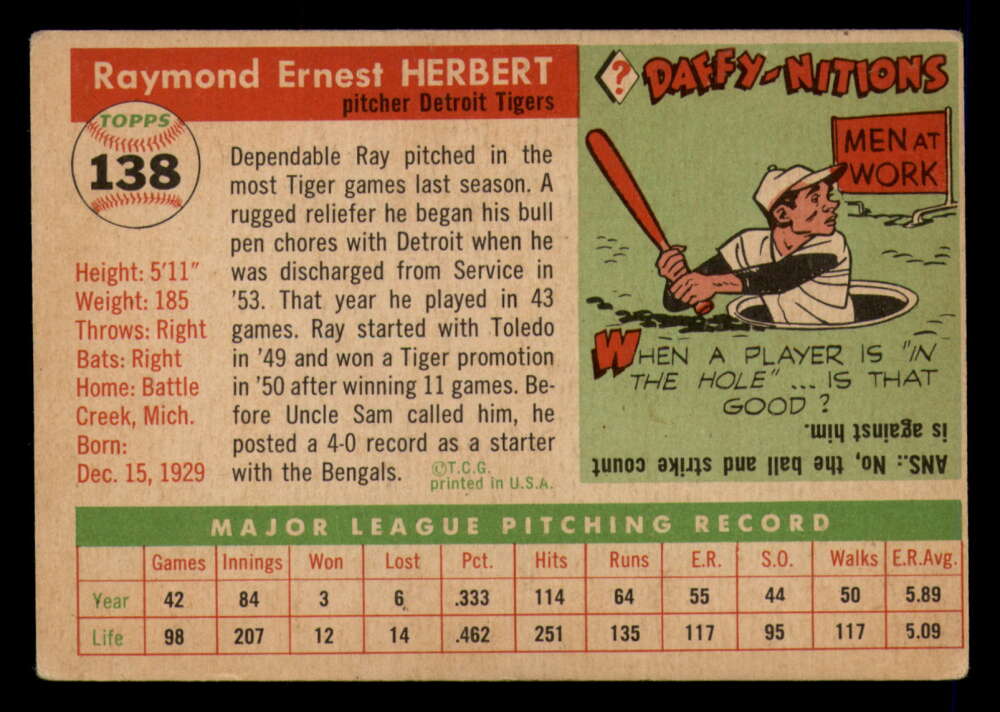 Raymond Ernest HERBERT
pitcher Detroit Tigers
TOPPS
138
Height: 5'11"
Weight: 185
Throws: Right
Bats: Right
Home: Battle
Creek, Mich.
Born:
Dec. 15, 1929
Dependable Ray pitched in the
most Tiger games last season. A
rugged reliefer he began his bull
pen chores with Detroit when he
was discharged from Service in
'53. That year he played in 43
games. Ray started with Toledo
in '49 and won a Tiger promotion
in '50 after winning 11 games. Be-
fore Uncle Sam called him, he
posted a 4-0 record as a starter
with the Bengals.
©T.C.G.
printed in U.S.A.
?
DAFFY-NITIONS
MEN AT
WORK
WHEN A PLAYER IS "IN
THE HOLE" ... IS THAT
GOOD ?
ANS.: No, the ball and strike count
is against him.
MAJOR LEAGUE PITCHING RECORD
Games Innings Won Lost Pct. Hits Runs E.R. S.O. Walks E.R.Avg.
Year 42 84 3 6 .333 114 64 55 44 50 5.89
Life 98 207 12 14 .462 251 135 117 95 117 5.09